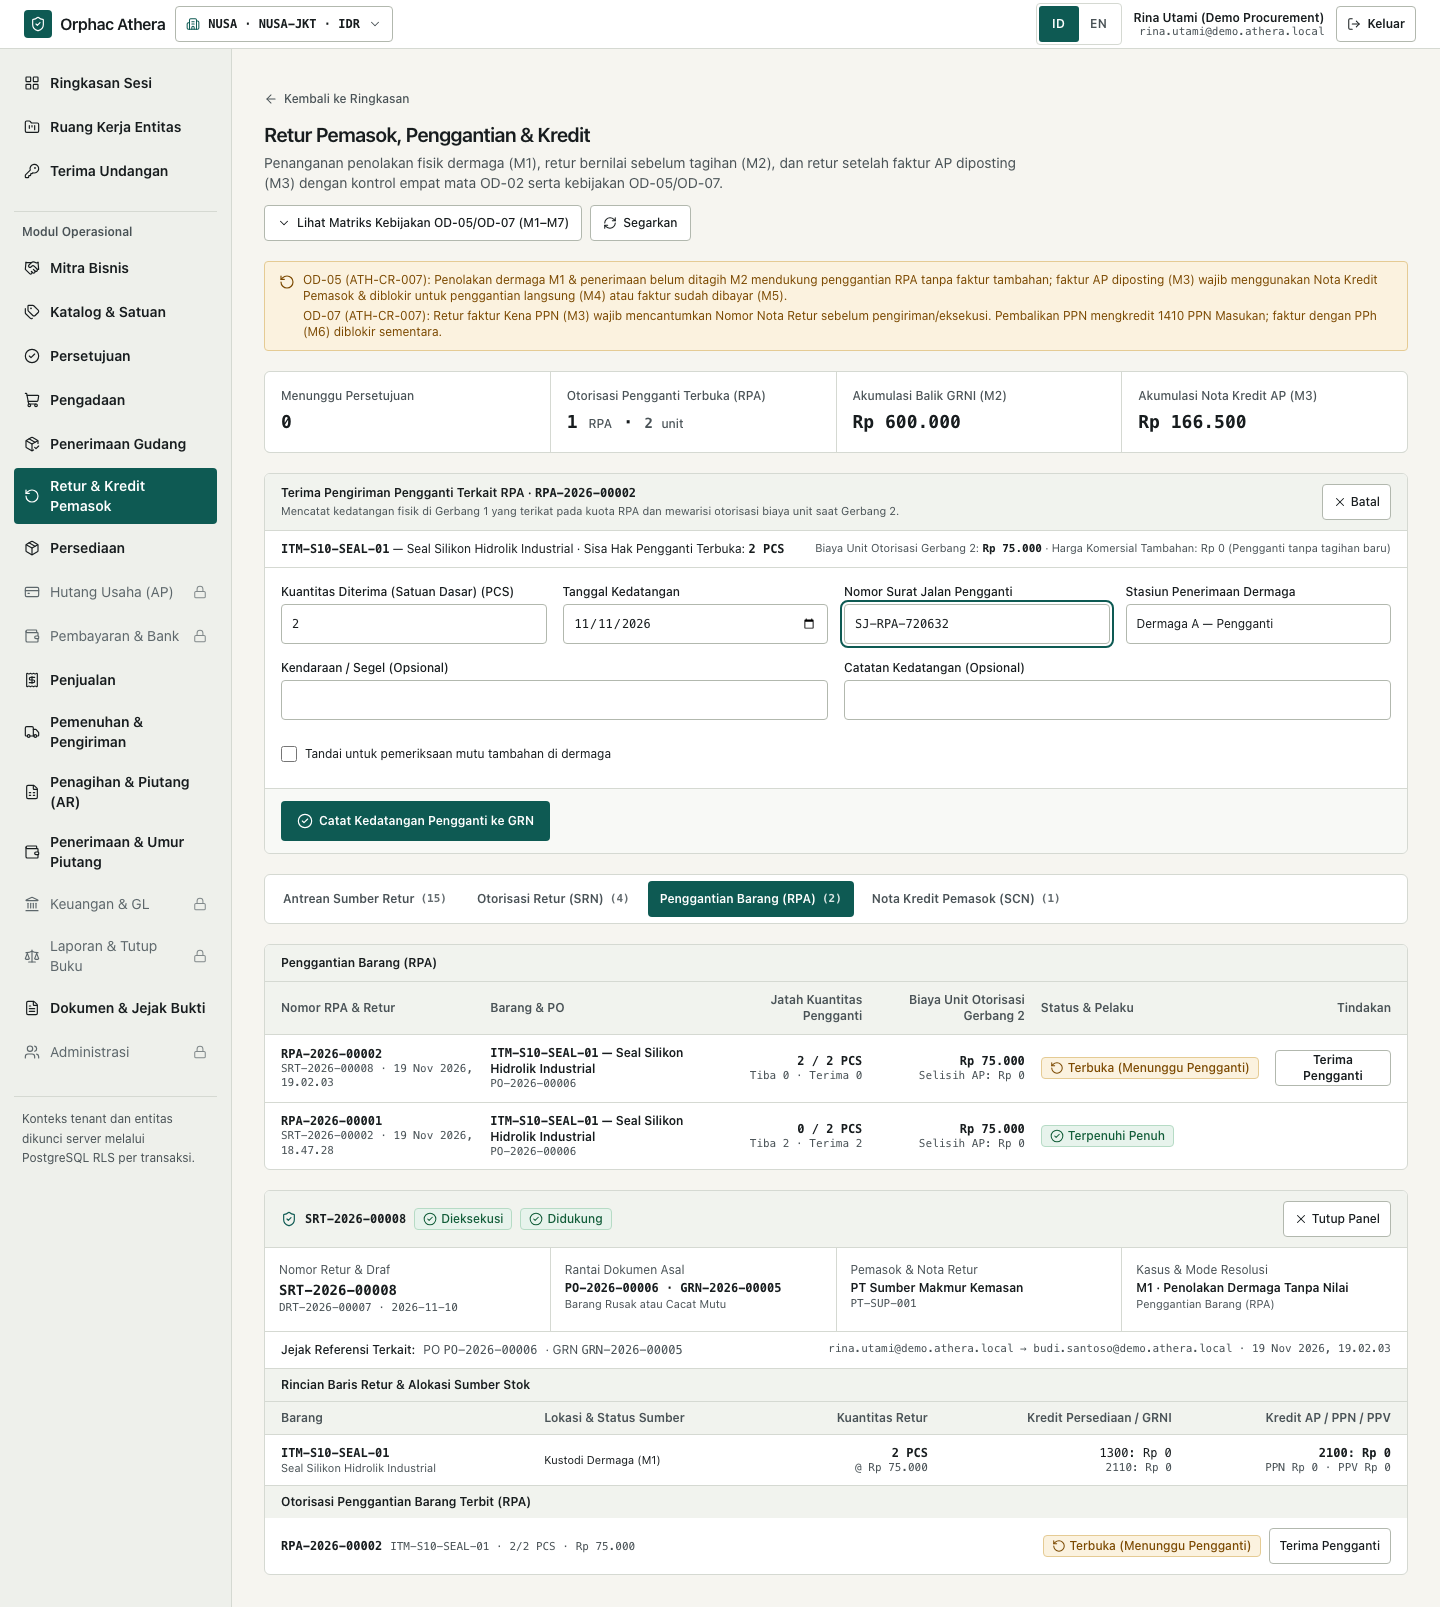 Orphac Athera
NUSA · NUSA-JKT · IDR
ID
EN
Rina Utami (Demo Procurement)
rina.utami@demo.athera.local
Keluar
Ringkasan Sesi
Ruang Kerja Entitas
Terima Undangan
Modul Operasional
Mitra Bisnis
Katalog & Satuan
Persetujuan
Pengadaan
Penerimaan Gudang
Retur & Kredit
Pemasok
Persediaan
Hutang Usaha (AP)
Pembayaran & Bank
Penjualan
Pemenuhan &
Pengiriman
Penagihan & Piutang
(AR)
Penerimaan & Umur
Piutang
Keuangan & GL
Laporan & Tutup
Buku
Dokumen & Jejak Bukti
Administrasi
Konteks tenant dan entitas
dikunci server melalui
PostgreSQL RLS per transaksi.
Kembali ke Ringkasan
Retur Pemasok, Penggantian & Kredit
Penanganan penolakan fisik dermaga (M1), retur bernilai sebelum tagihan (M2), dan retur setelah faktur AP diposting
(M3) dengan kontrol empat mata OD-02 serta kebijakan OD-05/OD-07.
Lihat Matriks Kebijakan OD-05/OD-07 (M1–M7)
Segarkan
OD-05 (ATH-CR-007): Penolakan dermaga M1 & penerimaan belum ditagih M2 mendukung penggantian RPA tanpa faktur tambahan; faktur AP diposting (M3) wajib menggunakan Nota Kredit
Pemasok & diblokir untuk penggantian langsung (M4) atau faktur sudah dibayar (M5).
OD-07 (ATH-CR-007): Retur faktur Kena PPN (M3) wajib mencantumkan Nomor Nota Retur sebelum pengiriman/eksekusi. Pembalikan PPN mengkredit 1410 PPN Masukan; faktur dengan PPh
(M6) diblokir sementara.
Menunggu Persetujuan
0
Otorisasi Pengganti Terbuka (RPA)
1 RPA · 2 unit
Akumulasi Balik GRNI (M2)
Rp 600.000
Akumulasi Nota Kredit AP (M3)
Rp 166.500
Terima Pengiriman Pengganti Terkait RPA · RPA-2026-00002
Mencatat kedatangan fisik di Gerbang 1 yang terikat pada kuota RPA dan mewarisi otorisasi biaya unit saat Gerbang 2.
Batal
ITM-S10-SEAL-01 — Seal Silikon Hidrolik Industrial · Sisa Hak Pengganti Terbuka: 2 PCS
Biaya Unit Otorisasi Gerbang 2: Rp 75.000 · Harga Komersial Tambahan: Rp 0 (Pengganti tanpa tagihan baru)
Kuantitas Diterima (Satuan Dasar) (PCS)
Tanggal Kedatangan
Nomor Surat Jalan Pengganti
Stasiun Penerimaan Dermaga
2
11/11/2026
SJ-RPA-720632
Dermaga A — Pengganti
Kendaraan / Segel (Opsional)
Catatan Kedatangan (Opsional)
Tandai untuk pemeriksaan mutu tambahan di dermaga
Catat Kedatangan Pengganti ke GRN
Antrean Sumber Retur (15)
Otorisasi Retur (SRN) (4)
Penggantian Barang (RPA) (2)
Nota Kredit Pemasok (SCN) (1)
Penggantian Barang (RPA)
Nomor RPA & Retur
Barang & PO
Jatah Kuantitas
Pengganti
Biaya Unit Otorisasi
Gerbang 2
Status & Pelaku
Tindakan
RPA-2026-00002
SRT-2026-00008 · 19 Nov 2026,
19.02.03
ITM-S10-SEAL-01 — Seal Silikon
Hidrolik Industrial
PO-2026-00006
2 / 2 PCS
Tiba 0 · Terima 0
Rp 75.000
Selisih AP: Rp 0
Terbuka (Menunggu Pengganti)
Terima
Pengganti
RPA-2026-00001
SRT-2026-00002 · 19 Nov 2026,
18.47.28
ITM-S10-SEAL-01 — Seal Silikon
Hidrolik Industrial
PO-2026-00006
0 / 2 PCS
Tiba 2 · Terima 2
Rp 75.000
Selisih AP: Rp 0
Terpenuhi Penuh
SRT-2026-00008
Dieksekusi
Didukung
Tutup Panel
Nomor Retur & Draf
SRT-2026-00008
DRT-2026-00007 · 2026-11-10
Rantai Dokumen Asal
PO-2026-00006 · GRN-2026-00005
Barang Rusak atau Cacat Mutu
Pemasok & Nota Retur
PT Sumber Makmur Kemasan
PT-SUP-001
Kasus & Mode Resolusi
M1 · Penolakan Dermaga Tanpa Nilai
Penggantian Barang (RPA)
Jejak Referensi Terkait: PO PO-2026-00006 · GRN GRN-2026-00005
rina.utami@demo.athera.local → budi.santoso@demo.athera.local · 19 Nov 2026, 19.02.03
Rincian Baris Retur & Alokasi Sumber Stok
Barang
Lokasi & Status Sumber
Kuantitas Retur
Kredit Persediaan / GRNI
Kredit AP / PPN / PPV
ITM-S10-SEAL-01
Seal Silikon Hidrolik Industrial
Kustodi Dermaga (M1)
2 PCS
@ Rp 75.000
1300: Rp 0
2110: Rp 0
2100: Rp 0
PPN Rp 0 · PPV Rp 0
Otorisasi Penggantian Barang Terbit (RPA)
RPA-2026-00002 ITM-S10-SEAL-01 · 2/2 PCS · Rp 75.000
Terbuka (Menunggu Pengganti)
Terima Pengganti